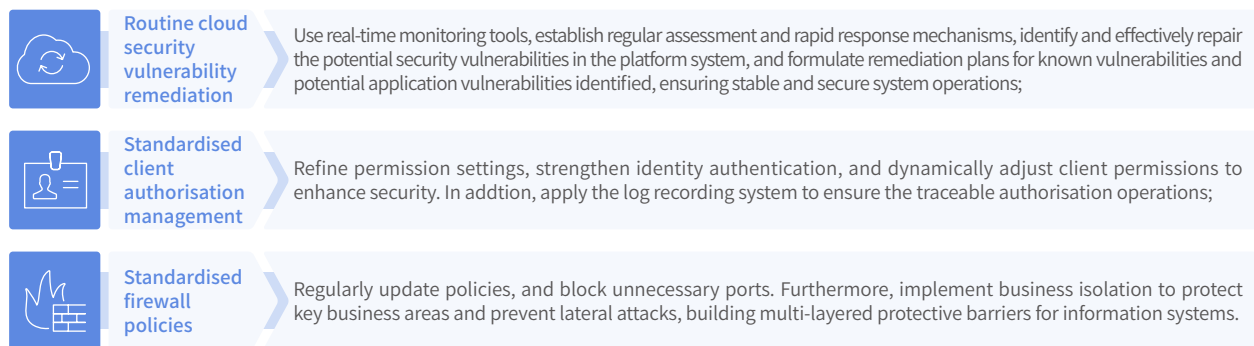 Routine cloud
security
vulnerability
remediation
Use real-time monitoring tools, establish regular assessment and rapid response mechanisms, identify and effectively repair
the potential security vulnerabilities in the platform system, and formulate remediation plans for known vulnerabilities and
potential application vulnerabilities identified, ensuring stable and secure system operations;
Standardised
client
authorisation
management
Refine permission settings, strengthen identity authentication, and dynamically adjust client permissions to
enhance security. In addtion, apply the log recording system to ensure the traceable authorisation operations;
Standardised
firewall
policies
Regularly update policies, and block unnecessary ports. Furthermore, implement business isolation to protect
key business areas and prevent lateral attacks, building multi-layered protective barriers for information systems.